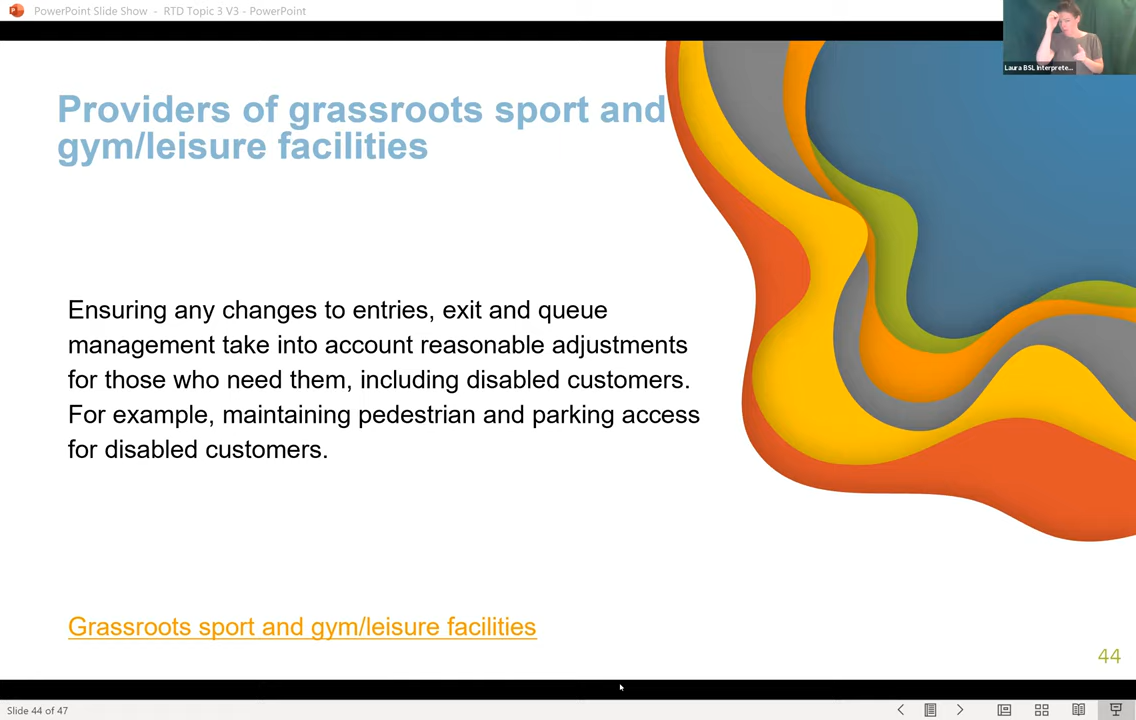 PowerPoint Slide Show - RTD Topic 3 V3 - PowerPoint
Laura BSL Interprete...
Providers of grassroots sport and
gym/leisure facilities
Ensuring any changes to entries, exit and queue
management take into account reasonable adjustments
for those who need them, including disabled customers.
For example, maintaining pedestrian and parking access
for disabled customers.
Grassroots sport and gym/leisure facilities
44
Slide 44 of 47